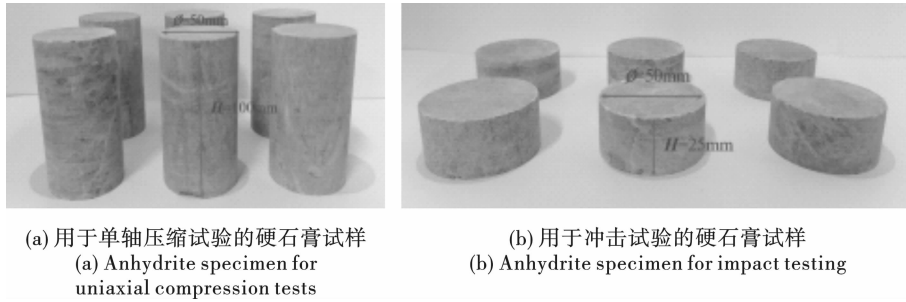 Ø=50mm
H=100mm
Ø=50mm
H=25mm
(a) 用于单轴压缩试验的硬石膏试样
(a) Anhydrite specimen for
uniaxial compression tests
(b) 用于冲击试验的硬石膏试样
(b) Anhydrite specimen for impact testing